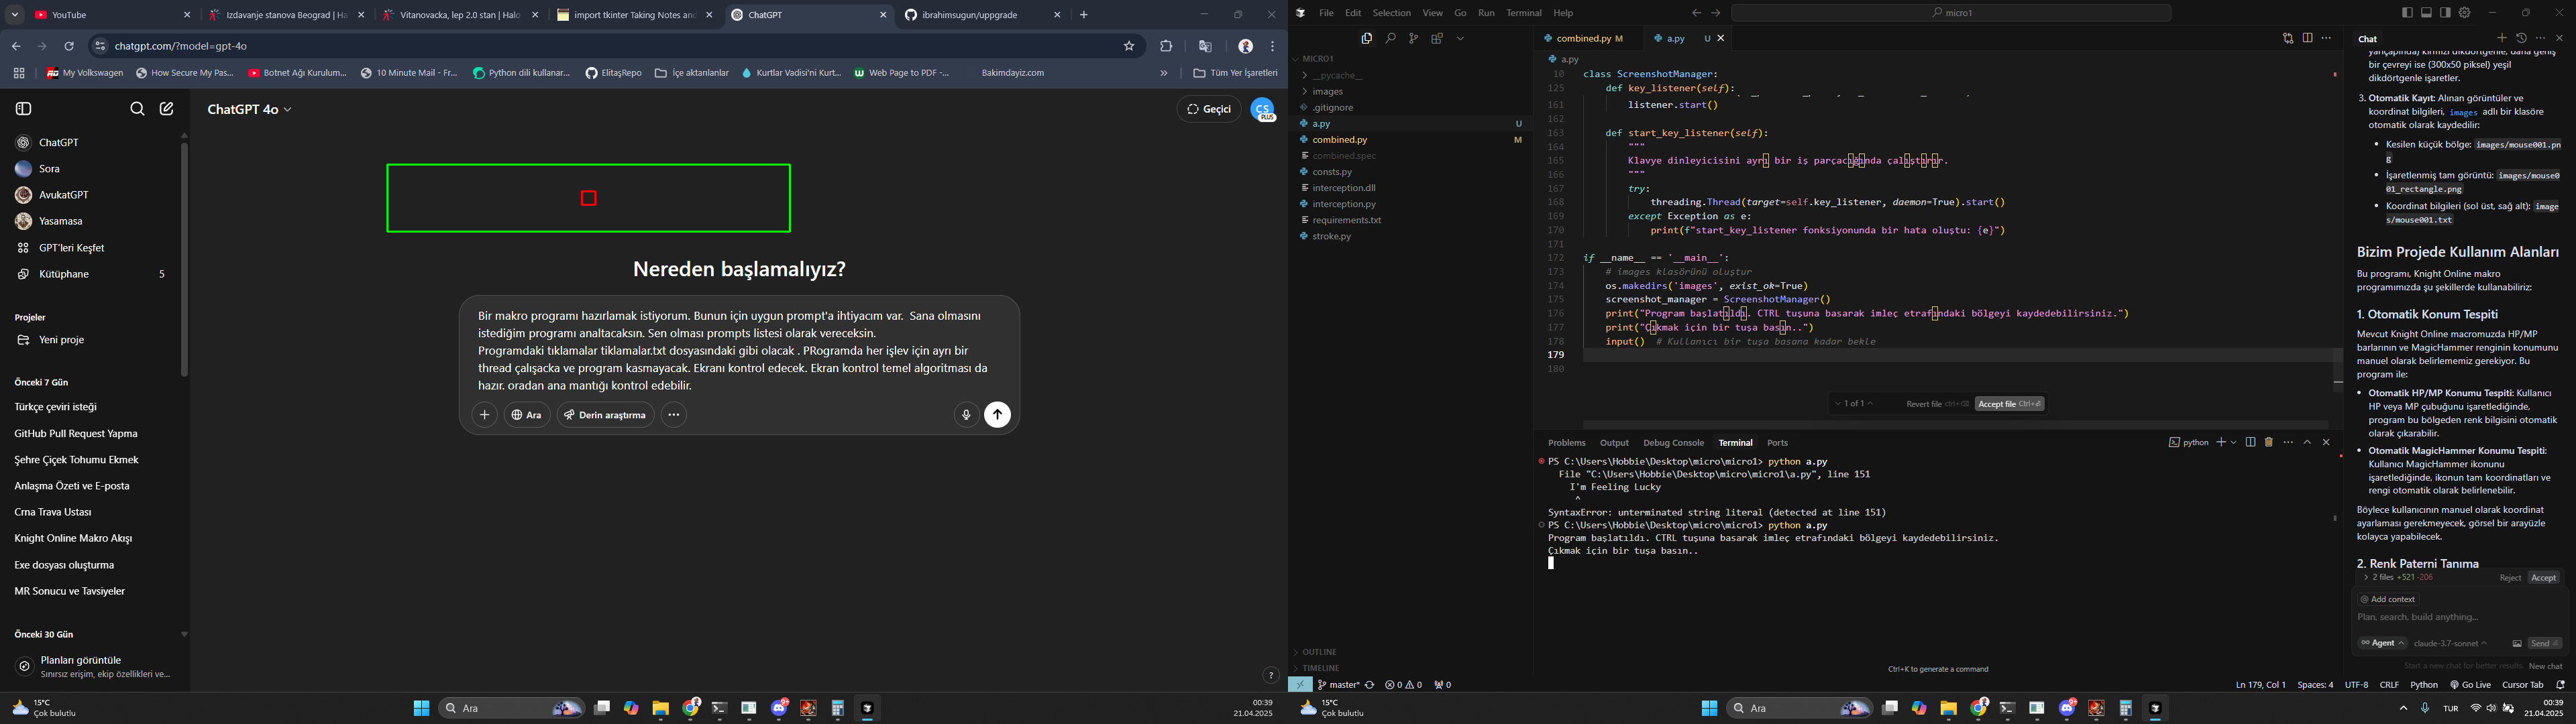 YouTube
Izdavanje stanova Beograd | Ha
Vitanovacka, lep 2.0 stan | Halo
import tkinter Taking Notes and
ChatGPT
ibrahimsugun/uppgrade
chatgpt.com/?model=gpt-4o
My Volkswagen
How Secure My Pas...
Botnet Ağı Kurulum...
10 Minute Mail - Fr...
Python dili kullanar...
ElitaşRepo
İçe aktarılanlar
Kurtlar Vadisi'ni Kurt...
Web Page to PDF -...
Bakimdayiz.com
Tüm Yer İşaretleri
ChatGPT
Sora
AvukatGPT
Yasamasa
GPT'leri Keşfet
Kütüphane 5
Projeler
Yeni proje
Önceki 7 Gün
Türkçe çeviri isteği
GitHub Pull Request Yapma
Şehre Çiçek Tohumu Ekmek
Anlaşma Özeti ve E-posta
Crna Trava Ustası
Knight Online Makro Akışı
Exe dosyası oluşturma
MR Sonucu ve Tavsiyeler
Önceki 30 Gün
Planları görüntüle
Sınırsız erişim, ekip özellikleri ve...
ChatGPT 4o
Geçici
CS
PLUS
Nereden başlamalıyız?
Bir makro programı hazırlamak istiyorum. Bunun için uygun prompt'a ihtiyacım var. Sana olmasını
istediğim programı analtacaksın. Sen olması prompts listesi olarak vereceksin.
Programdaki tıklamalar tiklamalar.txt dosyasındaki gibi olacak . PRogramda her işlev için ayrı bir
thread çalışacka ve program kasmayacak. Ekranı kontrol edecek. Ekran kontrol temel algoritması da
hazır. oradan ana mantığı kontrol edebilir.
Ara
Derin araştırma
?
15°C
Çok bulutlu
Ara
00:39
21.04.2025
File Edit Selection View Go Run Terminal Help
micro1
MICRO1
__pycache__
images
.gitignore
a.py U
combined.py M
combined.spec
consts.py
interception.dll
interception.py
requirements.txt
stroke.py
OUTLINE
TIMELINE
combined.py M
a.py U
a.py
10 class ScreenshotManager:
125 def key_listener(self):
161 listener.start()
162
163 def start_key_listener(self):
164 """
165 Klavye dinleyicisini ayrı bir iş parçacığında çalıştırır.
166 """
167 try:
168 threading.Thread(target=self.key_listener, daemon=True).start()
169 except Exception as e:
170 print(f"start_key_listener fonksiyonunda bir hata oluştu: {e}")
171
172 if __name__ == '__main__':
173 # images klasörünü oluştur
174 os.makedirs('images', exist_ok=True)
175 screenshot_manager = ScreenshotManager()
176 print("Program başlatıldı. CTRL tuşuna basarak imleç etrafındaki bölgeyi kaydedebilirsiniz.")
177 print("Çıkmak için bir tuşa basın..")
178 input() # Kullanıcı bir tuşa basana kadar bekle
179
180
1 of 1
Revert file
Accept file Ctrl+⏎
Problems Output Debug Console Terminal Ports
python
PS C:\Users\Hobbie\Desktop\micro\micro1> python a.py
File "C:\Users\Hobbie\Desktop\micro\micro1\a.py", line 151
I'm Feeling Lucky
^
SyntaxError: unterminated string literal (detected at line 151)
PS C:\Users\Hobbie\Desktop\micro\micro1> python a.py
Program başlatıldı. CTRL tuşuna basarak imleç etrafındaki bölgeyi kaydedebilirsiniz.
Çıkmak için bir tuşa basın..
Ctrl+K to generate a command
Chat
yarıçapında) kırmızı dikdörtgenle, daha geniş
bir çevreyi ise (300x50 piksel) yeşil
dikdörtgenle işaretler.
3. Otomatik Kayıt: Alınan görüntüler ve
koordinat bilgileri, images adlı bir klasöre
otomatik olarak kaydedilir:
• Kesilen küçük bölge: images/mouse001.pn
g
• İşaretlenmiş tam görüntü: images/mouse0
01_rectangle.png
• Koordinat bilgileri (sol üst, sağ alt): image
s/mouse001.txt
Bizim Projede Kullanım Alanları
Bu programı, Knight Online makro
programımızda şu şekillerde kullanabiliriz:
1. Otomatik Konum Tespiti
Mevcut Knight Online macromuzda HP/MP
barlarının ve MagicHammer renginin konumunu
manuel olarak belirlememiz gerekiyor. Bu
program ile:
• Otomatik HP/MP Konumu Tespiti: Kullanıcı
HP veya MP çubuğunu işaretlediğinde,
program bu bölgeden renk bilgisini otomatik
olarak çıkarabilir.
• Otomatik MagicHammer Konumu Tespiti:
Kullanıcı MagicHammer ikonunu
işaretlediğinde, ikonun tam koordinatları ve
rengi otomatik olarak belirlenebilir.
Böylece kullanıcının manuel olarak koordinat
ayarlaması gerekmeyecek, görsel bir arayüzle
kolayca yapabilecek.
2. Renk Paterni Tanıma
2 files +521 -206
Reject Accept
Add context
Plan, search, build anything...
Agent
claude-3.7-sonnet
Send
Start a new chat for better results. New chat
master*
0 0
0
Ln 179, Col 1
Spaces: 4
UTF-8
CRLF
Python
Go Live
Cursor Tab
15°C
Çok bulutlu
Ara
TUR
00:39
21.04.2025